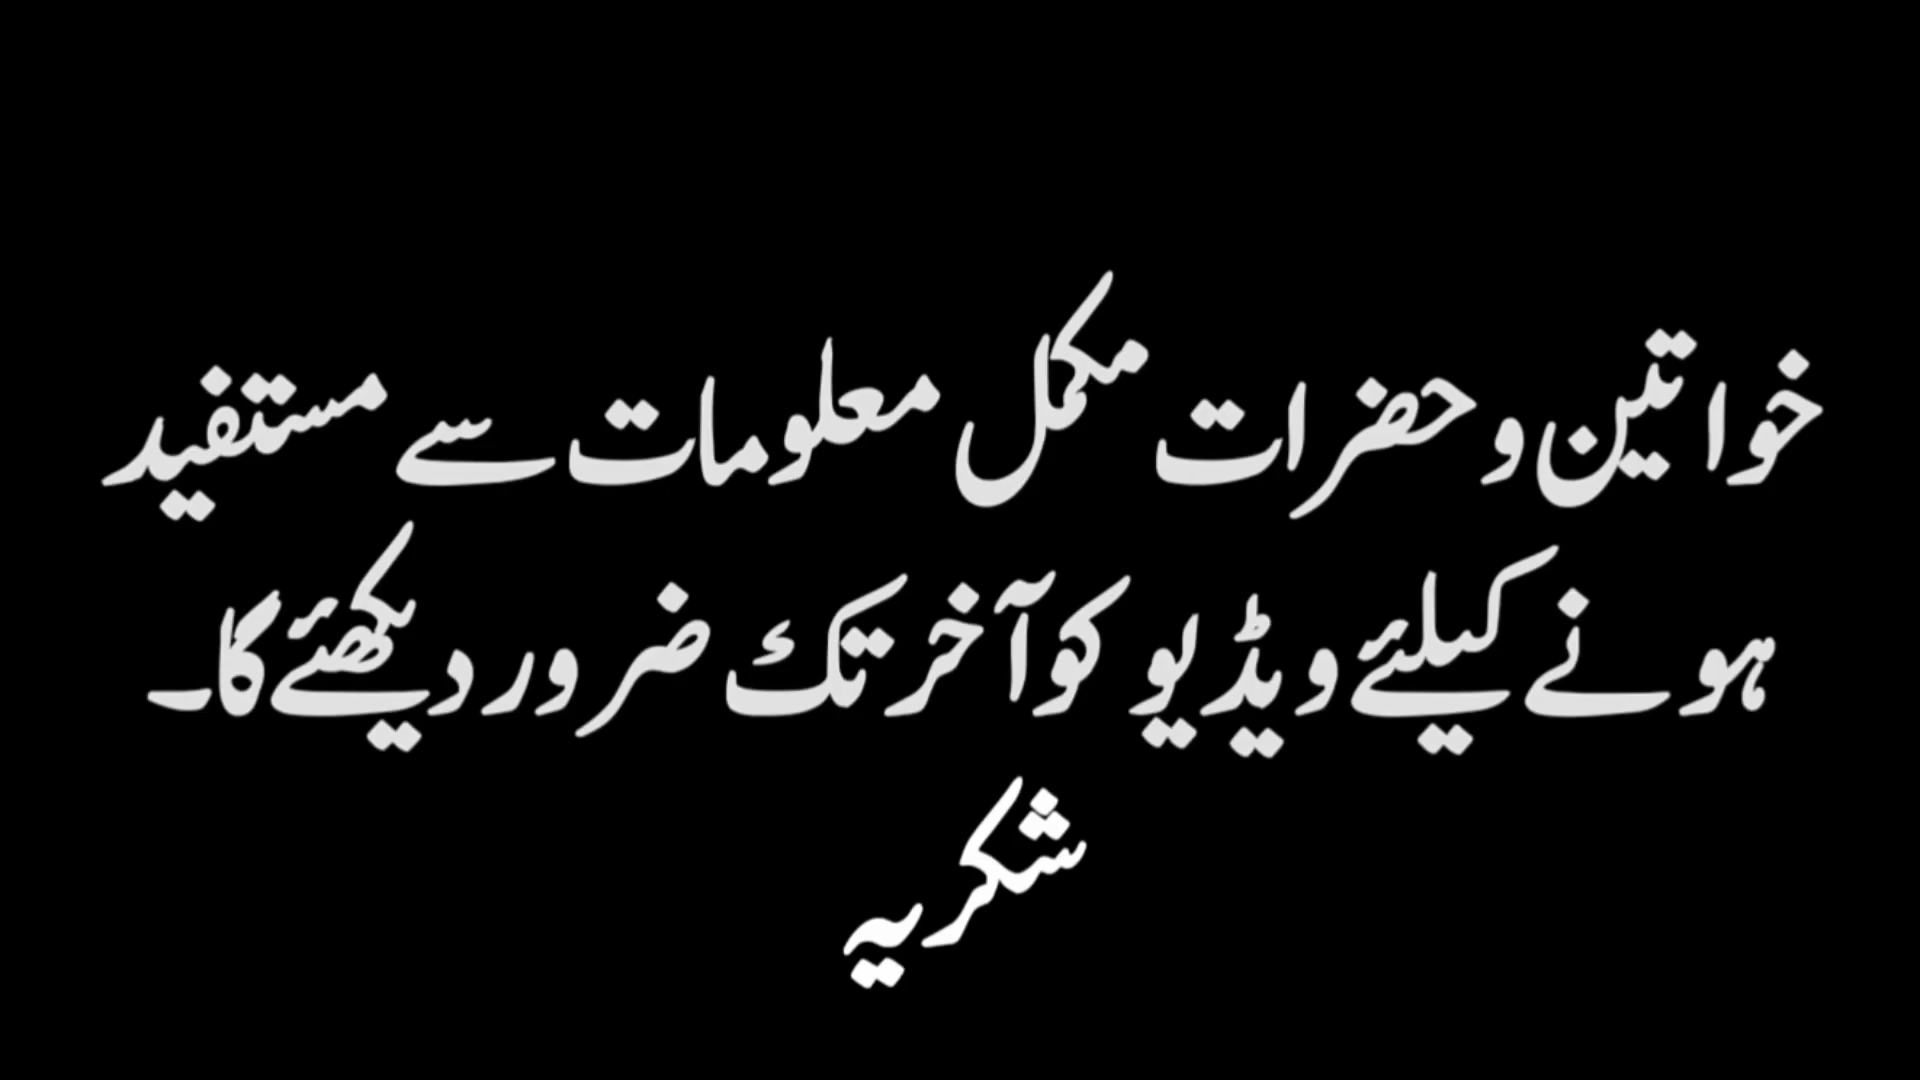 خواتین و حضرات مکمل معلومات سے مستفید
ہونے کیلئے ویڈیو کو آخر تک ضرور دیکھئے گا۔
شکریہ